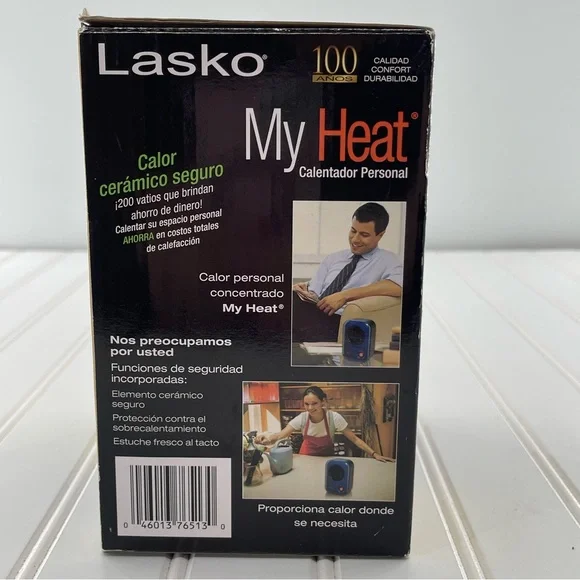 Lasko®
100
AÑOS
CALIDAD
CONFORT
DURABILIDAD
My Heat®
Calentador Personal
Calor
cerámico seguro
¡200 vatios que brindan
ahorro de dinero!
Calentar su espacio personal
AHORRA en costos totales
de calefacción
Calor personal
concentrado
My Heat®
Nos preocupamos
por usted
Funciones de seguridad
incorporadas:
Elemento cerámico
seguro
Protección contra el
sobrecalentamiento
Estuche fresco al tacto
Proporciona calor donde
se necesita
0 46013 76513 0